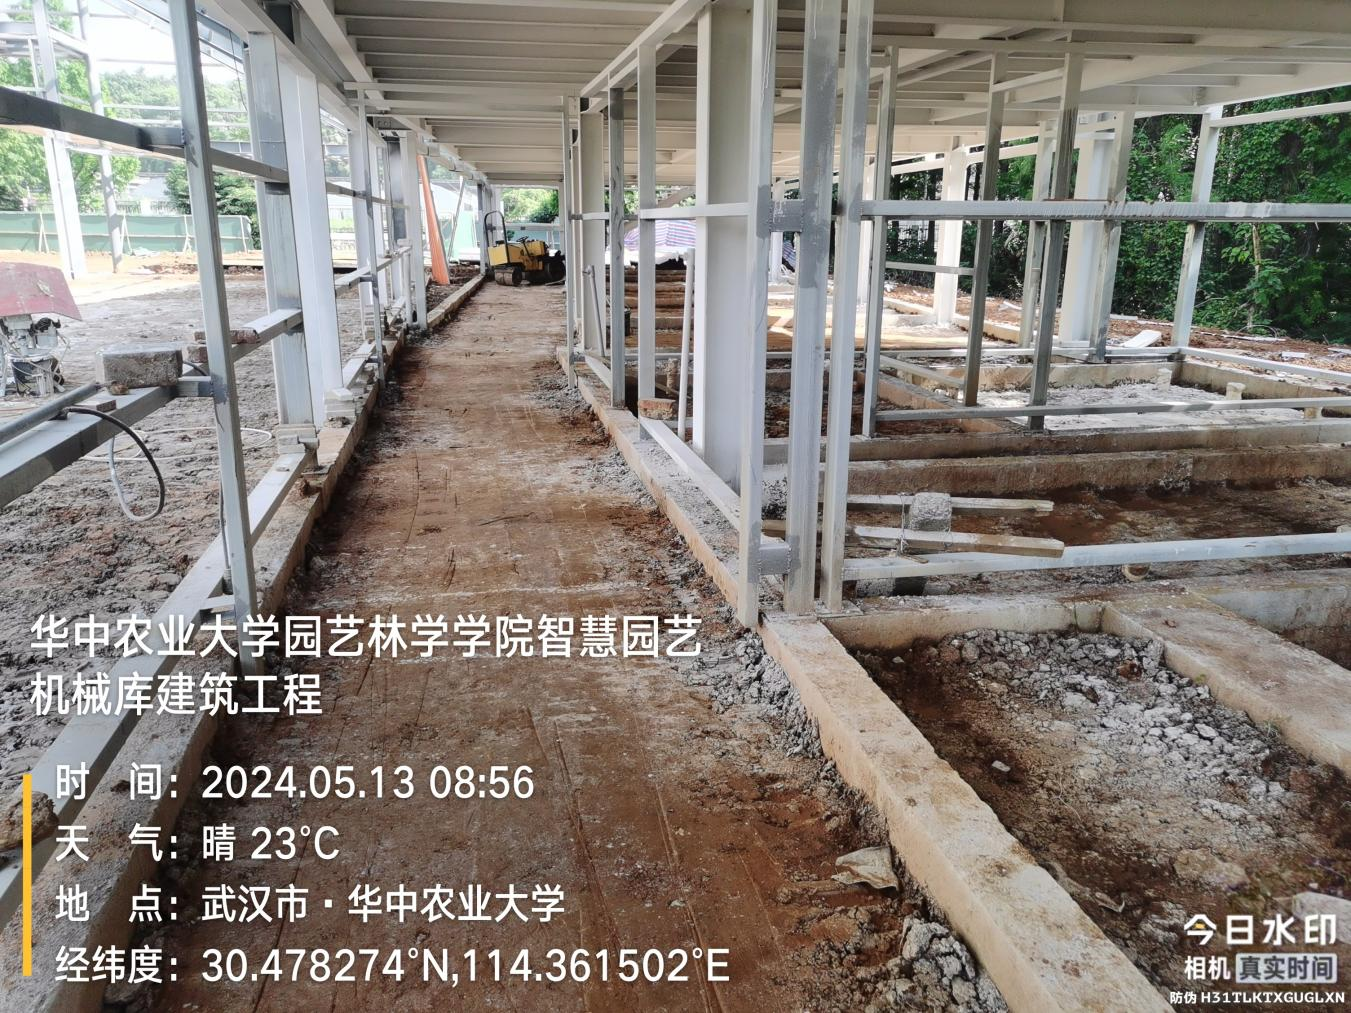 华中农业大学园艺林学学院智慧园艺
机械库建筑工程
时 间：2024.05.13 08:56
天 气：晴 23°C
地 点：武汉市·华中农业大学
经纬度：30.478274°N,114.361502°E
今日水印
相机 真实时间
防伪 H31TLKTXGUGLXN